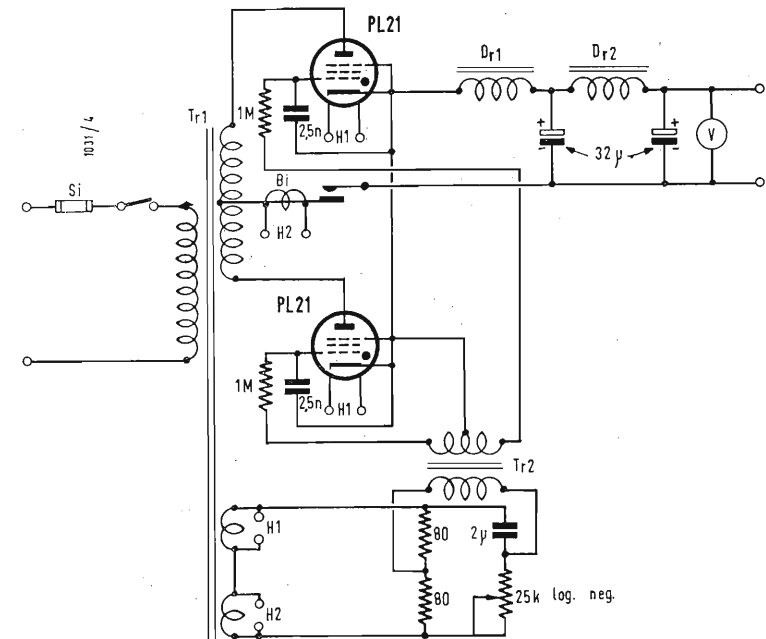 PL21
Dr1
Dr2
1M
2,5n
H1
Tr1
1031/4
+
+
32 µ
-
-
V
Si
Bi
H2
PL21
1M
2,5n
H1
Tr2
H1
80
2µ
H2
80
25k log. neg.